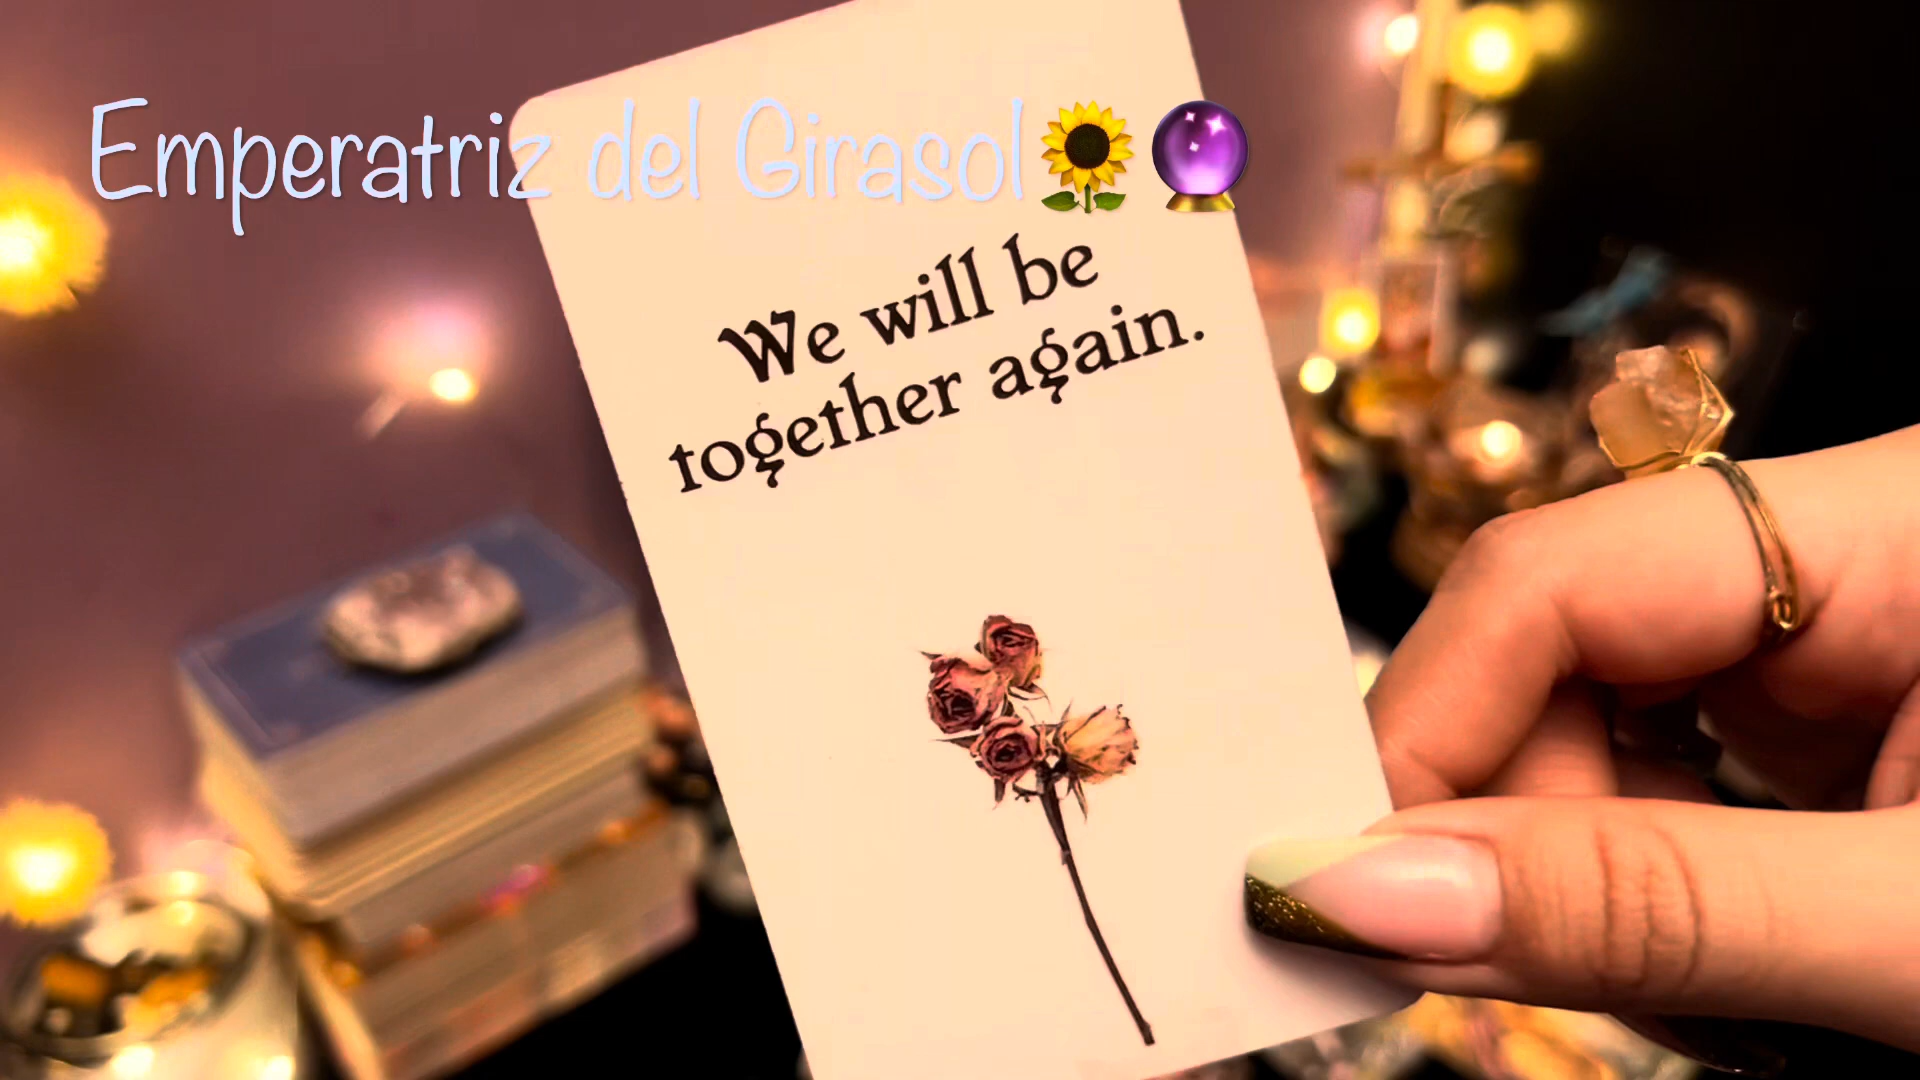 Emperatriz del Girasol🌻🔮
We will be
together again.